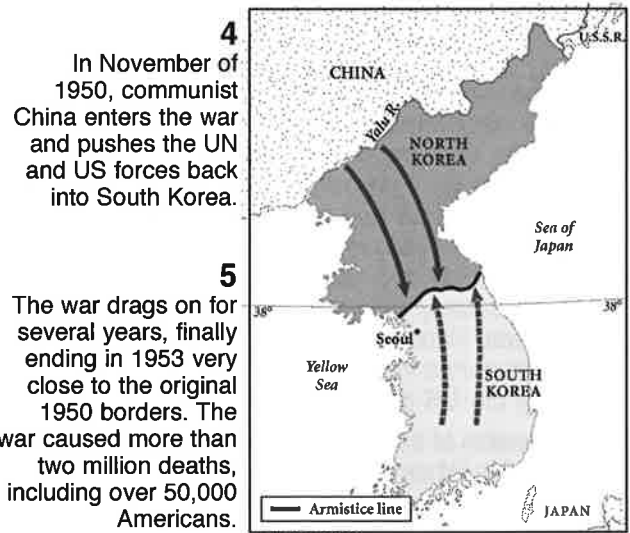 4
In November of
1950, communist
China enters the war
and pushes the UN
and US forces back
into South Korea.
5
The war drags on for
several years, finally
ending in 1953 very
close to the original
1950 borders. The
war caused more than
two million deaths,
including over 50,000
Americans.
U.S.S.R.
CHINA
Yalu R.
NORTH
KOREA
Sea of
Japan
38°
38°
Seoul
Yellow
Sea
SOUTH
KOREA
Armistice line
JAPAN